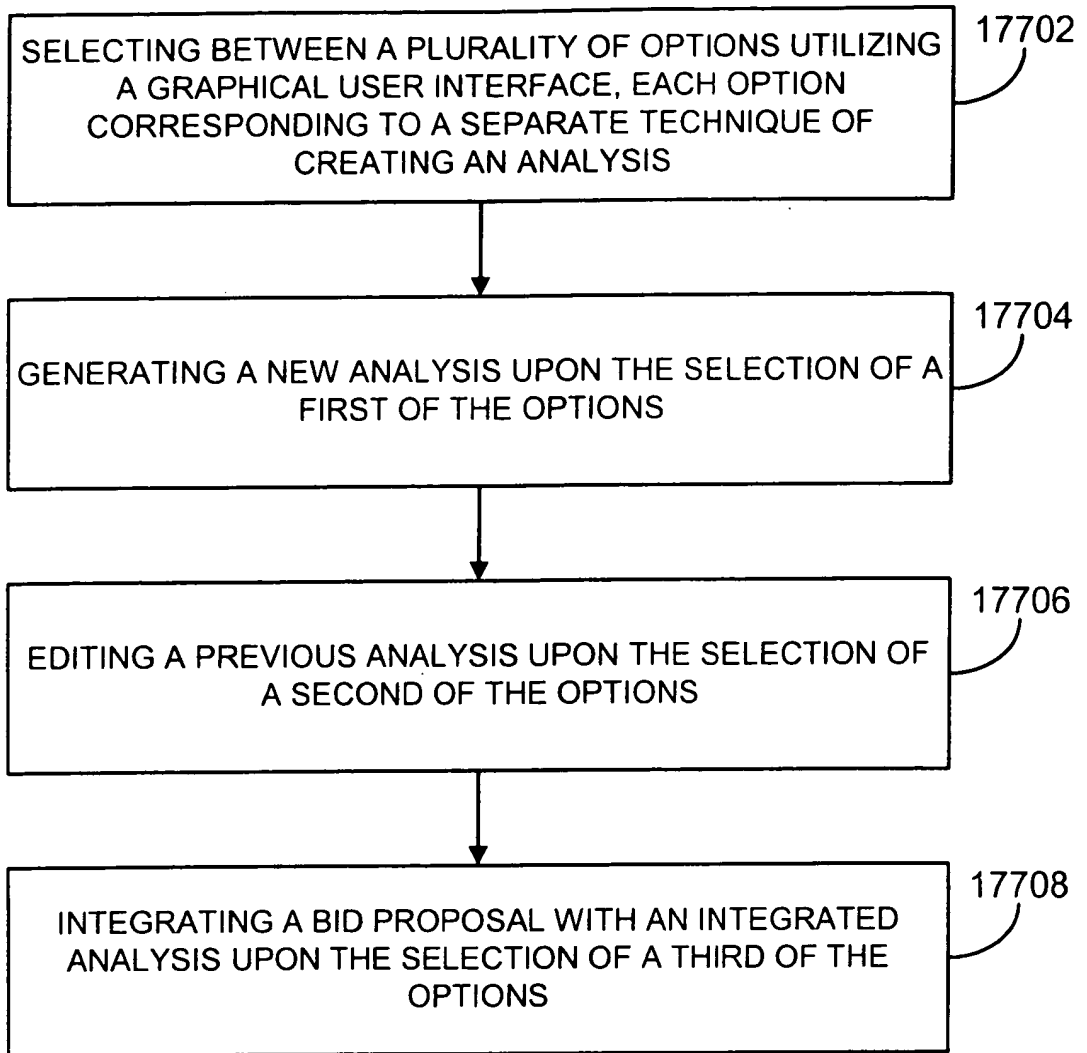 SELECTING BETWEEN A PLURALITY OF OPTIONS UTILIZING
A GRAPHICAL USER INTERFACE, EACH OPTION
CORRESPONDING TO A SEPARATE TECHNIQUE OF
CREATING AN ANALYSIS
17702
GENERATING A NEW ANALYSIS UPON THE SELECTION OF A
FIRST OF THE OPTIONS
17704
EDITING A PREVIOUS ANALYSIS UPON THE SELECTION OF
A SECOND OF THE OPTIONS
17706
INTEGRATING A BID PROPOSAL WITH AN INTEGRATED
ANALYSIS UPON THE SELECTION OF A THIRD OF THE
OPTIONS
17708